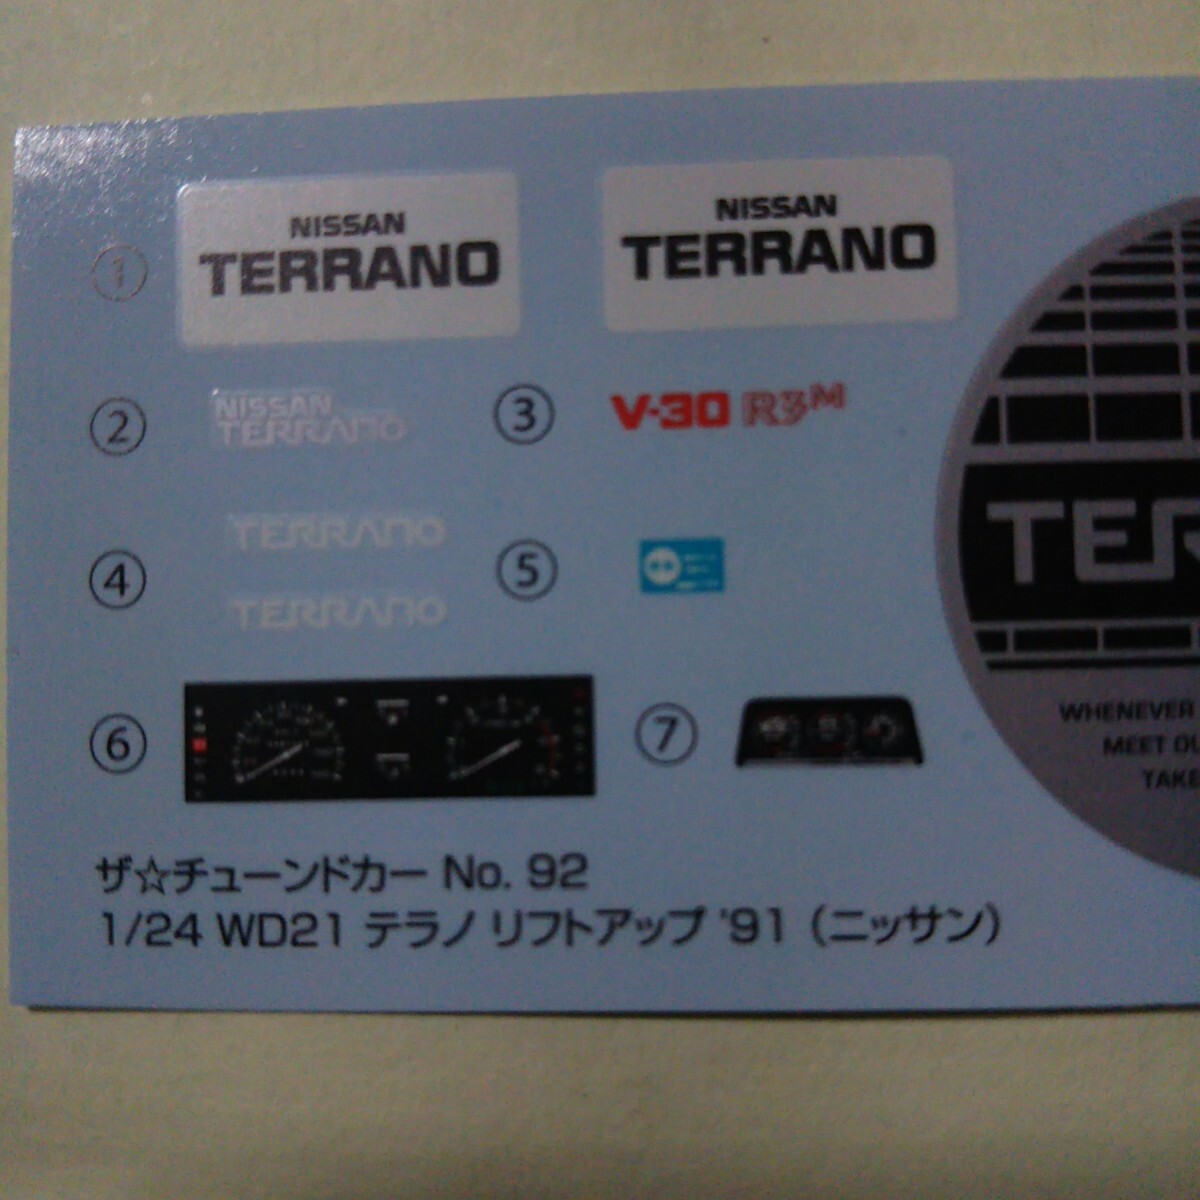 ① NISSAN TERRANO NISSAN TERRANO
② NISSAN TERRANO ③ V-30 R3M
④ TERRANO TERRANO ⑤
⑥ ⑦
WHENEVER
MEET
TAKE
ザ☆チューンドカー No. 92
1/24 WD21 テラノ リフトアップ '91（ニッサン）